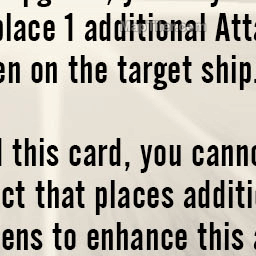 place 1 additional Atta
en on the target ship.
d this card, you canno
ct that places additi
ens to enhance this a